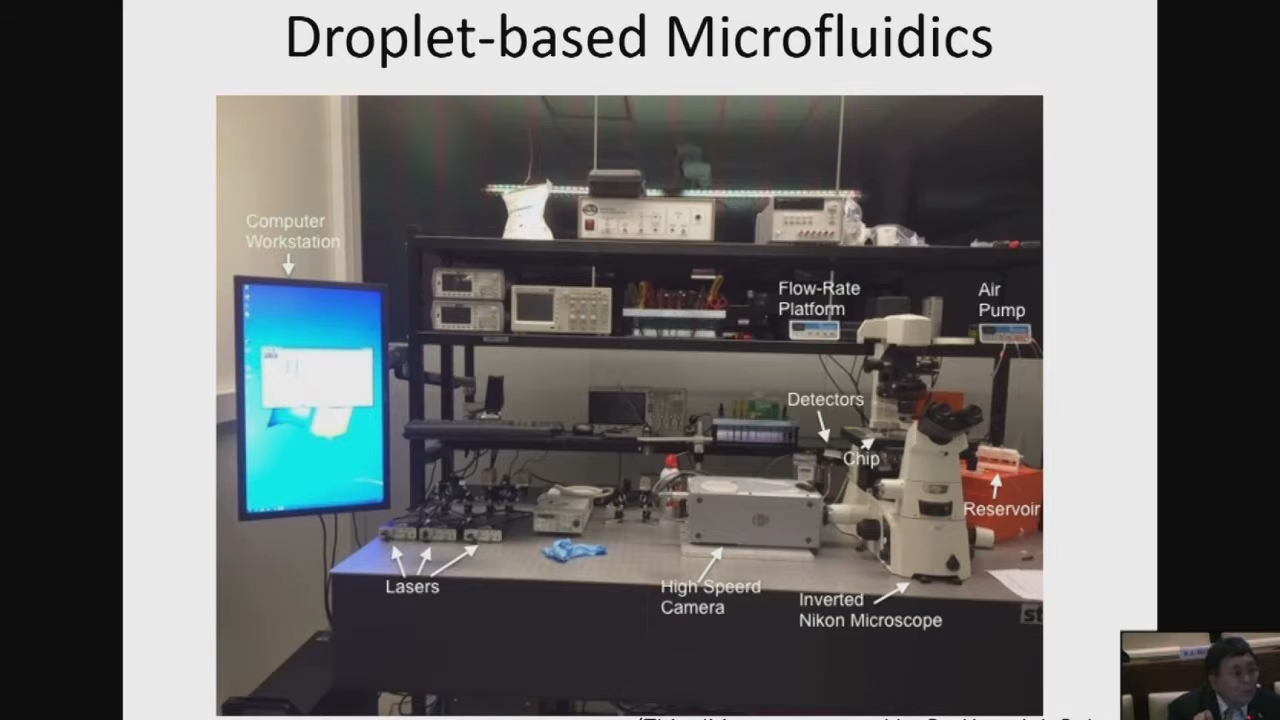 Droplet-based Microfluidics
Computer
Workstation
Flow-Rate
Platform
Air
Pump
Detectors
Chip
Reservoir
Lasers
High Speerd
Camera
Inverted
Nikon Microscope
st